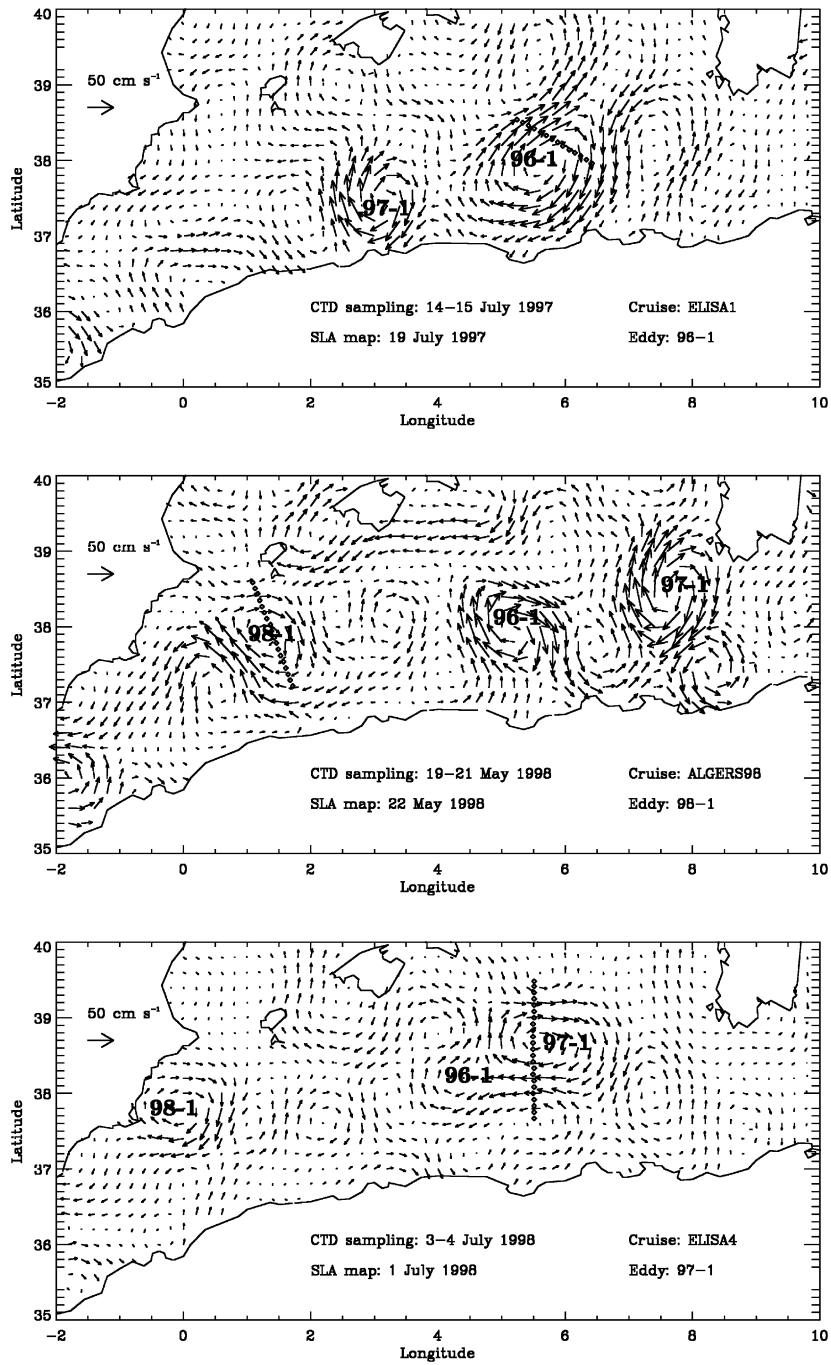 40
39
38
37
36
35
Latitude
50 cm s⁻¹
96-1
97-1
CTD sampling: 14-15 July 1997
Cruise: ELISA1
SLA map: 19 July 1997
Eddy: 96-1
-2 0 2 4 6 8 10
Longitude
40
39
38
37
36
35
Latitude
50 cm s⁻¹
97-1
96-1
98-1
CTD sampling: 19-21 May 1998
Cruise: ALGERS98
SLA map: 22 May 1998
Eddy: 98-1
-2 0 2 4 6 8 10
Longitude
40
39
38
37
36
35
Latitude
50 cm s⁻¹
97-1
96-1
98-1
CTD sampling: 3-4 July 1998
Cruise: ELISA4
SLA map: 1 July 1998
Eddy: 97-1
-2 0 2 4 6 8 10
Longitude